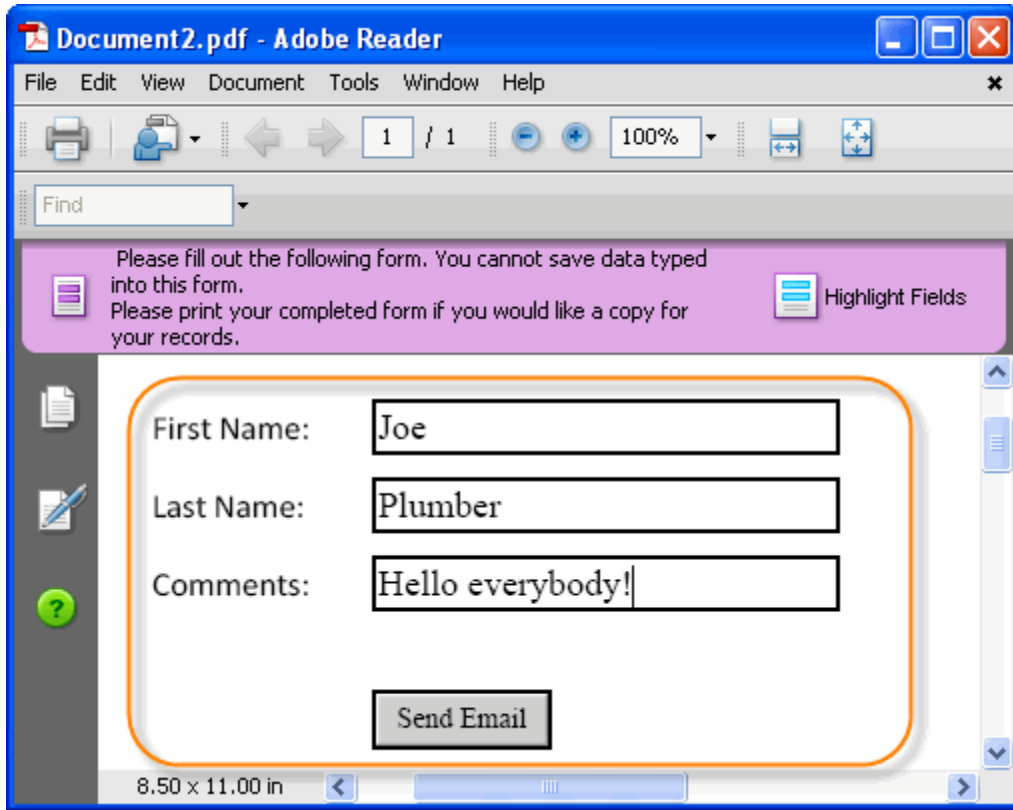 Document2.pdf - Adobe Reader
File Edit View Document Tools Window Help
1 / 1 100%
Find
Please fill out the following form. You cannot save data typed
into this form.
Please print your completed form if you would like a copy for
your records.
Highlight Fields
First Name: Joe
Last Name: Plumber
Comments: Hello everybody!
Send Email
8.50 x 11.00 in